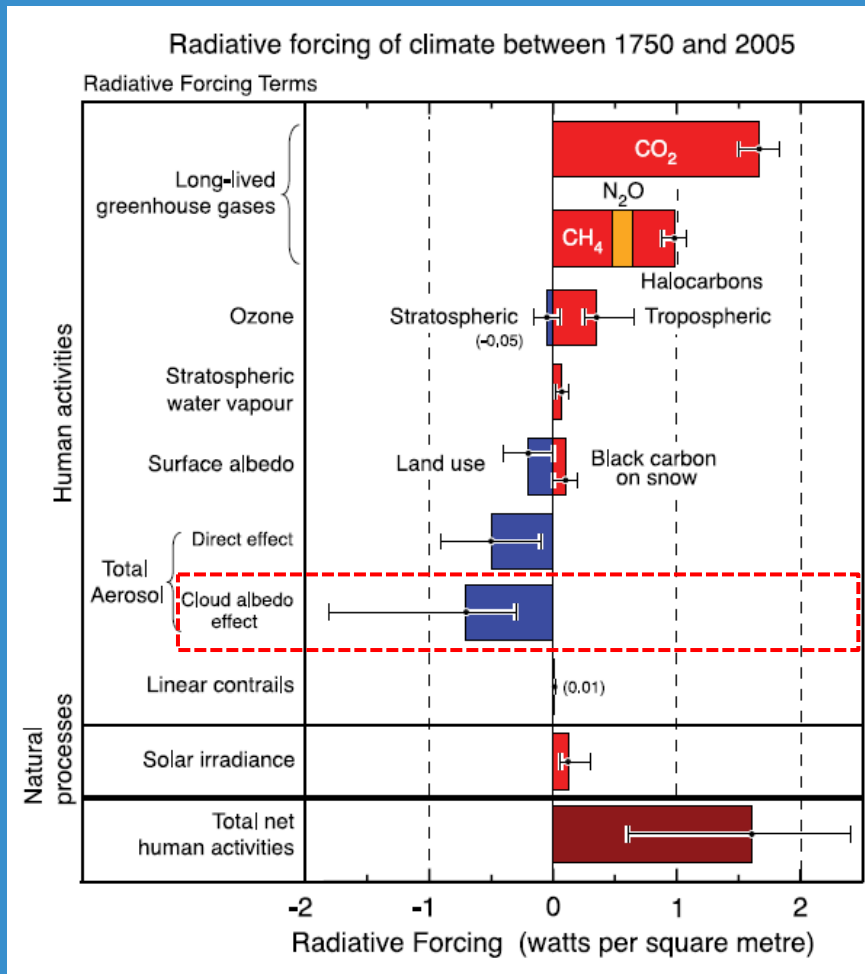 Radiative forcing of climate between 1750 and 2005
Radiative Forcing Terms
Human activities
Long-lived
greenhouse gases
CO₂
N₂O
CH₄
Halocarbons
Ozone
Stratospheric
(-0.05)
Tropospheric
Stratospheric
water vapour
Surface albedo
Land use
Black carbon
on snow
Total
Aerosol
Direct effect
Cloud albedo
effect
Linear contrails
(0.01)
Natural
processes
Solar irradiance
Total net
human activities
-2 -1 0 1 2
Radiative Forcing (watts per square metre)